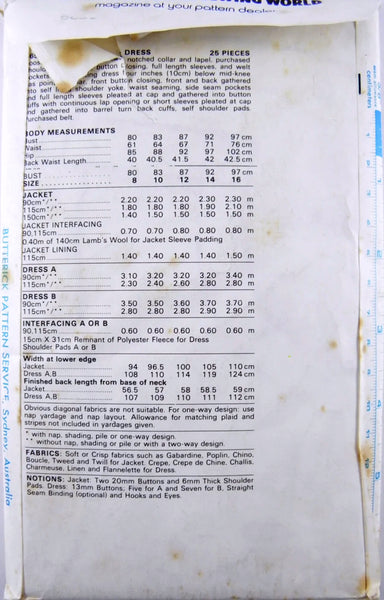 WING WORLD
magazine at your pattern dealer
DRESS 25 PIECES
notched collar and lapel, purchased
button closing, full length sleeves, and welt
dress four inches (10cm) below mid-knee
front button closing, front and back gathered
into self shoulder yoke, waist seaming, side seam pockets
and full length sleeves pleated at cap and gathered into button
cuffs with continuous lap opening or short sleeves pleated at cap
and gathered into barrel turn back cuffs, self shoulder pads.
Purchased belt.
BODY MEASUREMENTS
Bust 80 83 87 92 97 cm
Waist 61 64 67 71 76 cm
Hip 85 88 92 97 102 cm
Back Waist Length 40 40.5 41.5 42 42.5 cm
BUST 80 83 87 92 97 cm
SIZE 8 10 12 14 16
JACKET
90cm*/** 2.20 2.20 2.20 2.30 2.30 m
115cm*/** 1.80 1.80 1.80 1.90 2.10 m
150cm*/** 1.40 1.50 1.50 1.50 1.50 m
JACKET INTERFACING
90,115cm 0.70 0.70 0.80 0.80 0.80 m
0.40m of 140cm Lamb's Wool for Jacket Sleeve Padding
JACKET LINING
115cm 1.40 1.40 1.40 1.40 1.50 m
DRESS A
90cm*/** 3.10 3.20 3.20 3.20 3.40 m
115cm*/** 2.30 2.40 2.60 2.80 2.80 m
DRESS B
90cm*/** 3.50 3.50 3.60 3.70 3.70 m
115cm*/** 2.80 2.80 2.80 2.90 2.90 m
INTERFACING A OR B
90,115cm 0.60 0.60 0.60 0.60 0.60 m
15cm X 31cm Remnant of Polyester Fleece for Dress
Shoulder Pads A or B
Width at lower edge
Jacket 94 96.5 100 105 110 cm
Dress A,B 108 110 114 119 124 cm
Finished back length from base of neck
Jacket 56.5 57 58 58.5 59 cm
Dress A,B 107 109 110 111 112 cm
Obvious diagonal fabrics are not suitable. For one-way design: use
nap yardage and nap layout. Allowance for matching plaid and
stripes not included in yardages given.
* with nap, shading, pile or one-way design.
** without nap, shading or pile or with a two-way design.
FABRICS: Soft or Crisp fabrics such as Gabardine, Poplin, Chino,
Boucle, Tweed and Twill for Jacket, Crepe, Crepe de Chine, Challis,
Charmeuse, Linen and Flannelette for Dress.
NOTIONS: Jacket: Two 20mm Buttons and 6mm Thick Shoulder
Pads. Dress: 13mm Buttons; Five for A and Seven for B, Straight
Seam Binding (optional) and Hooks and Eyes.
BUTTERICK PATTERN SERVICE, Sydney, Australia
centimeters